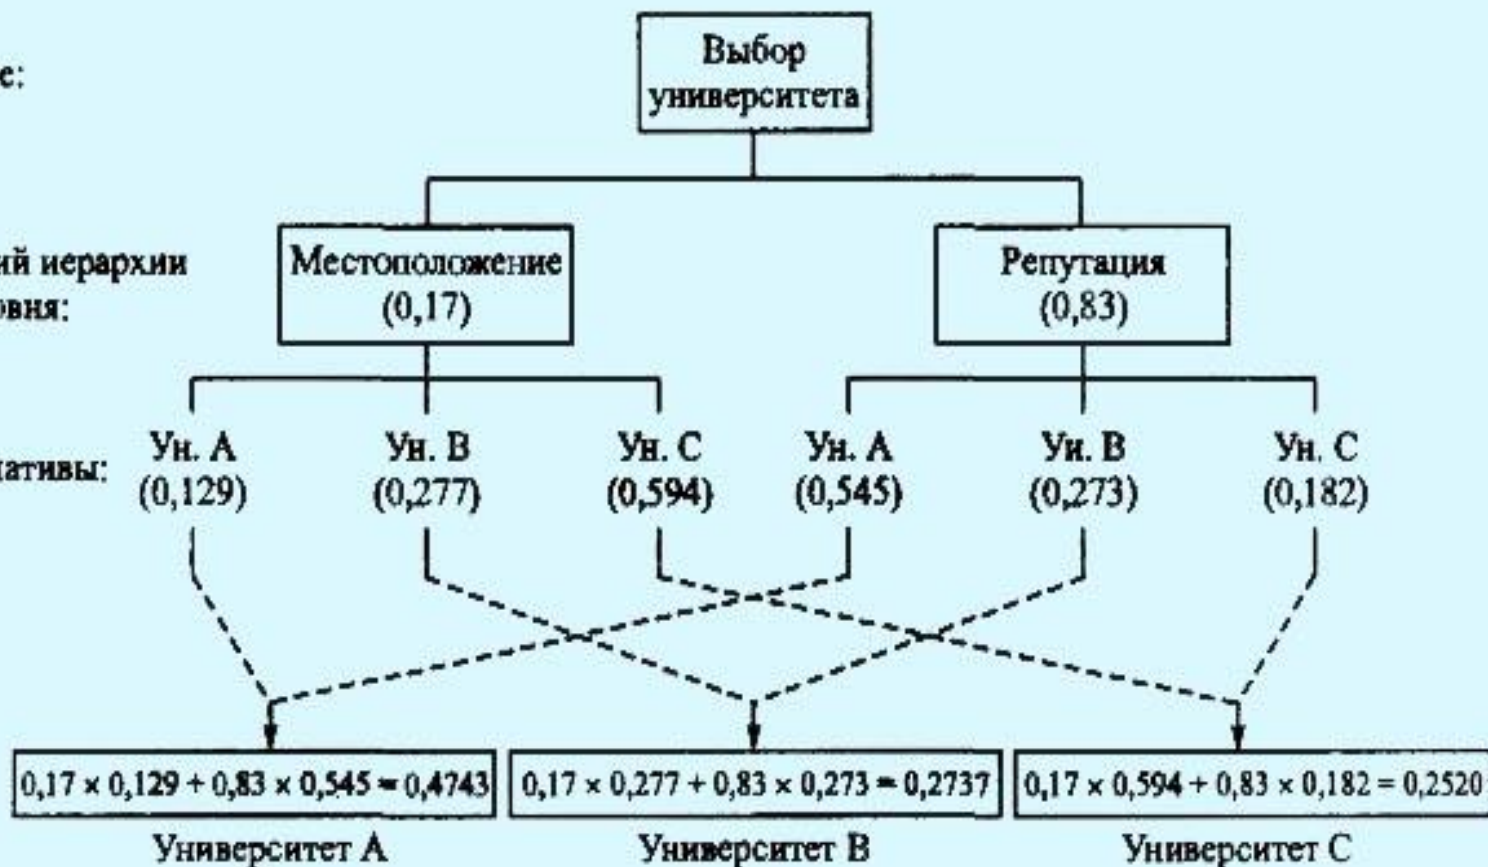 Выбор
университета
е:
Местоположение
(0,17)
Репутация
(0,83)
ий иерархии
овня:
Ун. A
(0,129)
Ун. B
(0,277)
Ун. C
(0,594)
Ун. A
(0,545)
Уи. B
(0,273)
Ун. C
(0,182)
нативы:
0,17 × 0,129 + 0,83 × 0,545 = 0,4743
0,17 × 0,277 + 0,83 × 0,273 = 0,2737
0,17 × 0,594 + 0,83 × 0,182 = 0,2520
Университет A
Университет B
Университет C